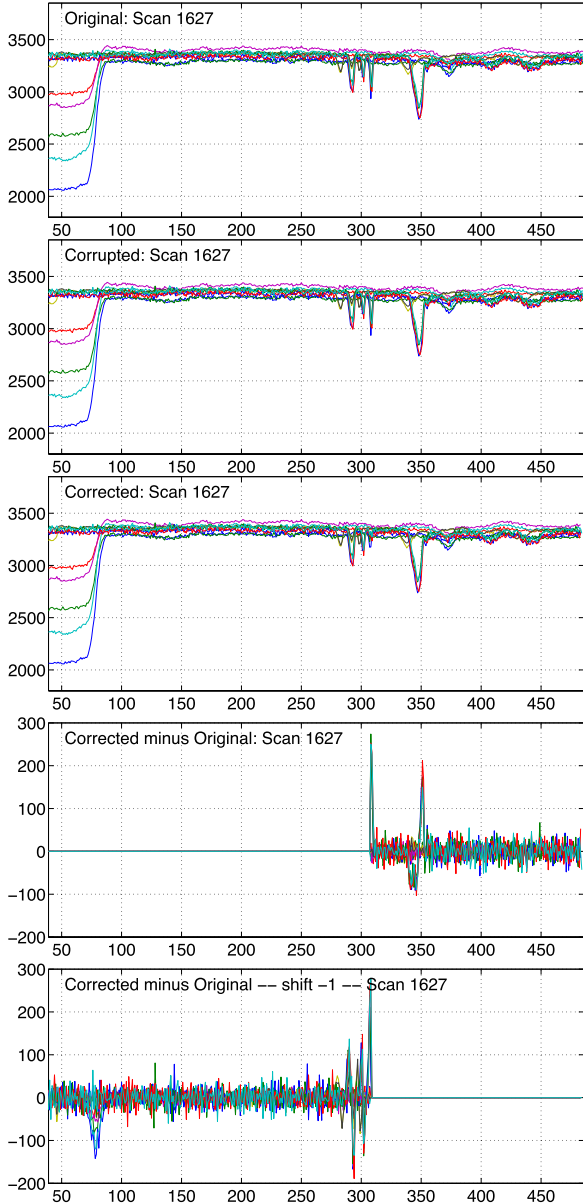 Original: Scan 1627
3500
3000
2500
2000
50 100 150 200 250 300 350 400 450
Corrupted: Scan 1627
3500
3000
2500
2000
50 100 150 200 250 300 350 400 450
Corrected: Scan 1627
3500
3000
2500
2000
50 100 150 200 250 300 350 400 450
Corrected minus Original: Scan 1627
300
200
100
0
−100
−200
50 100 150 200 250 300 350 400 450
Corrected minus Original −− shift −1 −− Scan 1627
300
200
100
0
−100
−200
50 100 150 200 250 300 350 400 450